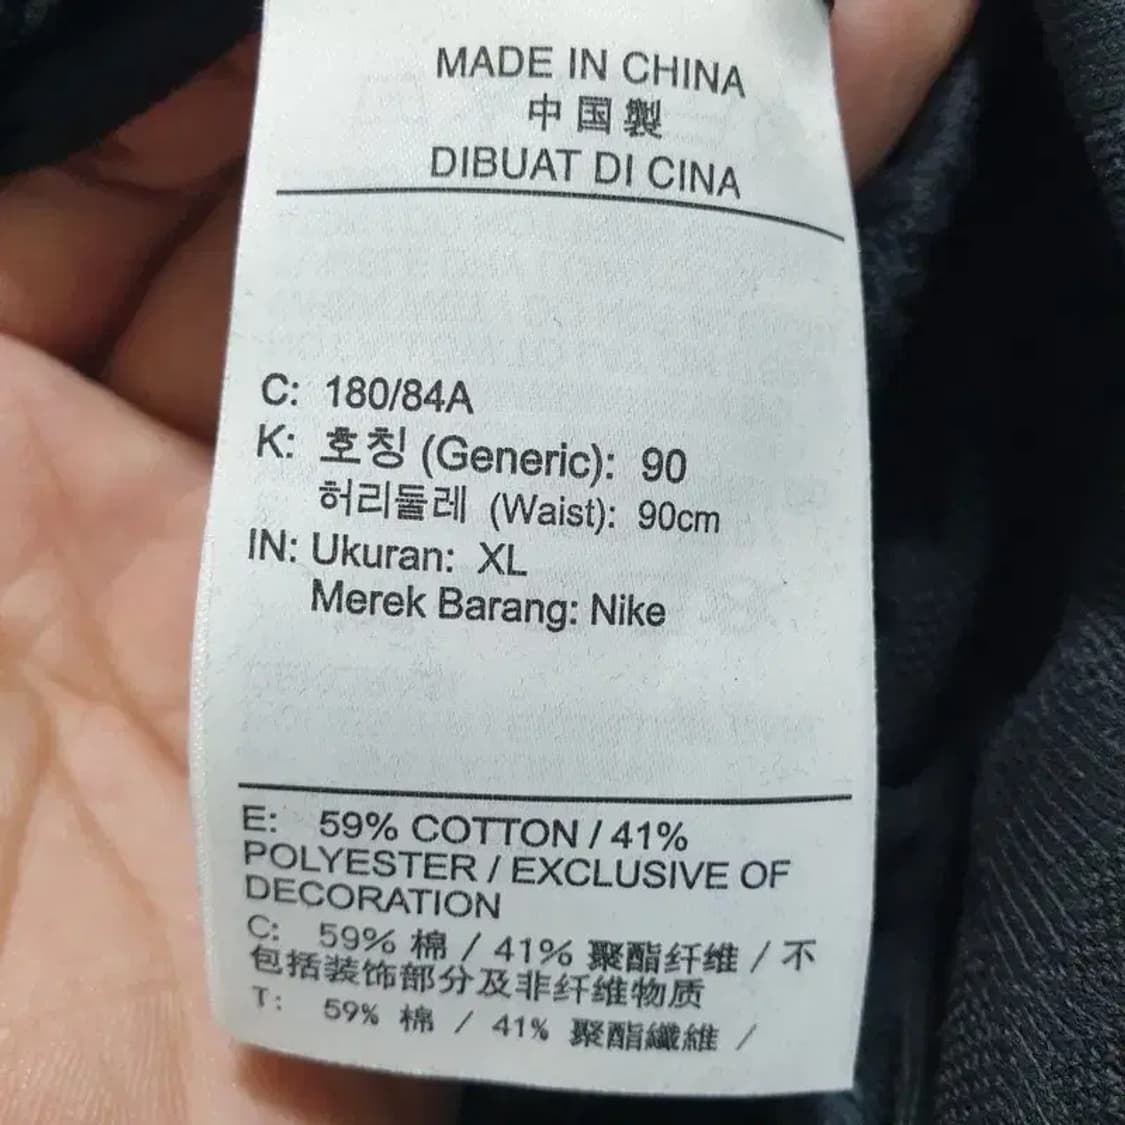 MADE IN CHINA
中国製
DIBUAT DI CINA
C: 180/84A
K: 호칭 (Generic): 90
허리둘레 (Waist): 90cm
IN: Ukuran: XL
Merek Barang: Nike
E: 59% COTTON / 41%
POLYESTER / EXCLUSIVE OF
DECORATION
C: 59% 棉 / 41% 聚酯纤维 / 不
包括装饰部分及非纤维物质
T: 59% 棉 / 41% 聚酯纖維 /